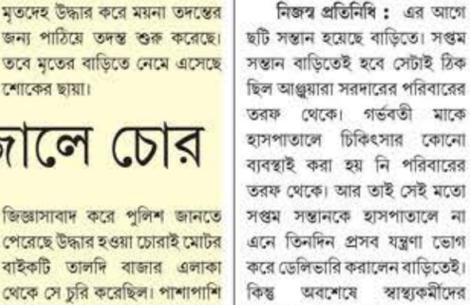 মৃতদেহ উদ্ধার করে ময়না তদন্তের
জন্য পাঠিয়ে তদন্ত শুরু করেছে।
তবে মৃতের বাড়িতে নেমে এসেছে
শোকের ছায়া।
জালে চোর
জিজ্ঞাসাবাদ করে পুলিশ জানতে
পেরেছে উদ্ধার হওয়া চোরাই মোটর
বাইকটি তালদি বাজার এলাকা
থেকে সে চুরি করেছিল। পাশাপাশি
নিজস্ব প্রতিনিধি : এর আগে
ছটি সন্তান হয়েছে বাড়িতে। সপ্তম
সন্তান বাড়িতেই হবে সেটাই ঠিক
ছিল আঞ্জুয়ারা সরদারের পরিবারের
তরফ থেকে। গর্ভবতী মাকে
হাসপাতালে চিকিৎসার কোনো
ব্যবস্থাই করা হয় নি পরিবারের
তরফ থেকে। আর তাই সেই মতো
সপ্তম সন্তানকে হাসপাতালে না
এনে তিনদিন প্রসব যন্ত্রণা ভোগ
করে ডেলিভারি করালেন বাড়িতেই।
কিন্তু অবশেষে স্বাস্থ্যকর্মীদের